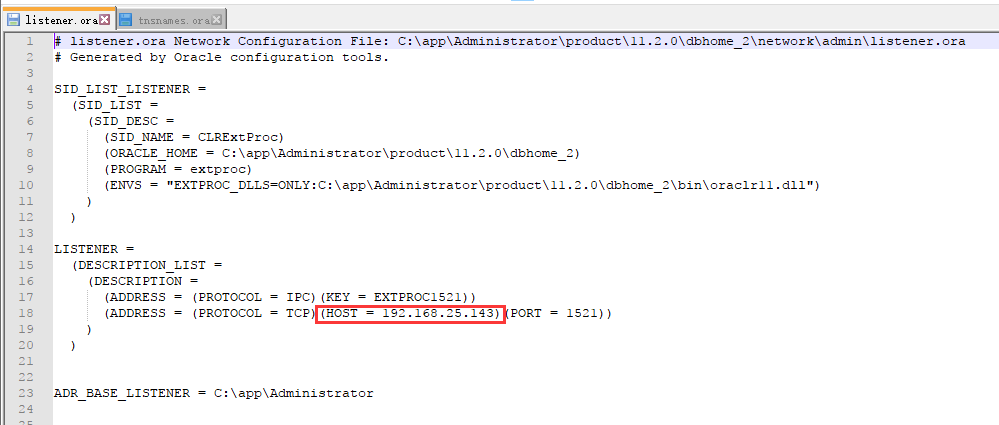 listener.ora tnsnames.ora
1 # listener.ora Network Configuration File: C:\app\Administrator\product\11.2.0\dbhome_2\network\admin\listener.ora
2 # Generated by Oracle configuration tools.
3
4 SID_LIST_LISTENER =
5 (SID_LIST =
6 (SID_DESC =
7 (SID_NAME = CLRExtProc)
8 (ORACLE_HOME = C:\app\Administrator\product\11.2.0\dbhome_2)
9 (PROGRAM = extproc)
10 (ENVS = "EXTPROC_DLLS=ONLY:C:\app\Administrator\product\11.2.0\dbhome_2\bin\oraclr11.dll")
11 )
12 )
13
14 LISTENER =
15 (DESCRIPTION_LIST =
16 (DESCRIPTION =
17 (ADDRESS = (PROTOCOL = IPC)(KEY = EXTPROC1521))
18 (ADDRESS = (PROTOCOL = TCP)(HOST = 192.168.25.143)(PORT = 1521))
19 )
20 )
21
22
23 ADR_BASE_LISTENER = C:\app\Administrator
24
25